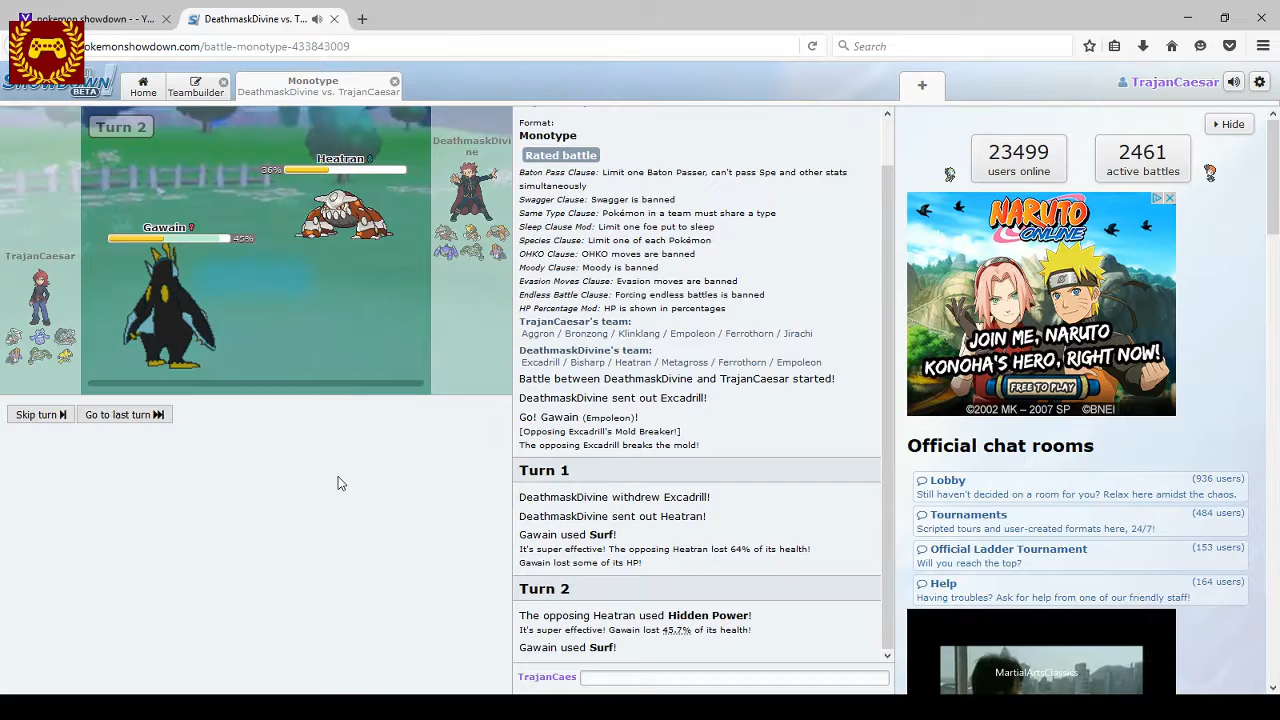 pokemon showdown - - Y...
DeathmaskDivine vs. T...
okemonshowdown.com/battle-monotype-433843009
Search
BETA
Home
Teambuilder
Monotype
DeathmaskDivine vs. TrajanCaesar
TrajanCaesar
Turn 2
Heatran
36%
Gawain
45%
TrajanCaesar
DeathmaskDivi
ne
Skip turn
Go to last turn
Format:
Monotype
Rated battle
Baton Pass Clause: Limit one Baton Passer, can't pass Spe and other stats
simultaneously
Swagger Clause: Swagger is banned
Same Type Clause: Pokémon in a team must share a type
Sleep Clause Mod: Limit one foe put to sleep
Species Clause: Limit one of each Pokémon
OHKO Clause: OHKO moves are banned
Moody Clause: Moody is banned
Evasion Moves Clause: Evasion moves are banned
Endless Battle Clause: Forcing endless battles is banned
HP Percentage Mod: HP is shown in percentages
TrajanCaesar's team:
Aggron / Bronzong / Klinklang / Empoleon / Ferrothorn / Jirachi
DeathmaskDivine's team:
Excadrill / Bisharp / Heatran / Metagross / Ferrothorn / Empoleon
Battle between DeathmaskDivine and TrajanCaesar started!
DeathmaskDivine sent out Excadrill!
Go! Gawain (Empoleon)!
[Opposing Excadrill's Mold Breaker!]
The opposing Excadrill breaks the mold!
Turn 1
DeathmaskDivine withdrew Excadrill!
DeathmaskDivine sent out Heatran!
Gawain used Surf!
It's super effective! The opposing Heatran lost 64% of its health!
Gawain lost some of its HP!
Turn 2
The opposing Heatran used Hidden Power!
It's super effective! Gawain lost 45.7% of its health!
Gawain used Surf!
TrajanCaes
Hide
23499
users online
2461
active battles
NARUTO
ONLINE
JOIN ME, NARUTO
KONOHA'S HERO, RIGHT NOW!
FREE TO PLAY
©2002 MK – 2007 SP ©BNEI
Official chat rooms
Lobby
(936 users)
Still haven't decided on a room for you? Relax here amidst the chaos.
Tournaments
(484 users)
Scripted tours and user-created formats here, 24/7!
Official Ladder Tournament
(153 users)
Will you reach the top?
Help
(164 users)
Having troubles? Ask for help from one of our friendly staff!
MartialArtsClassics